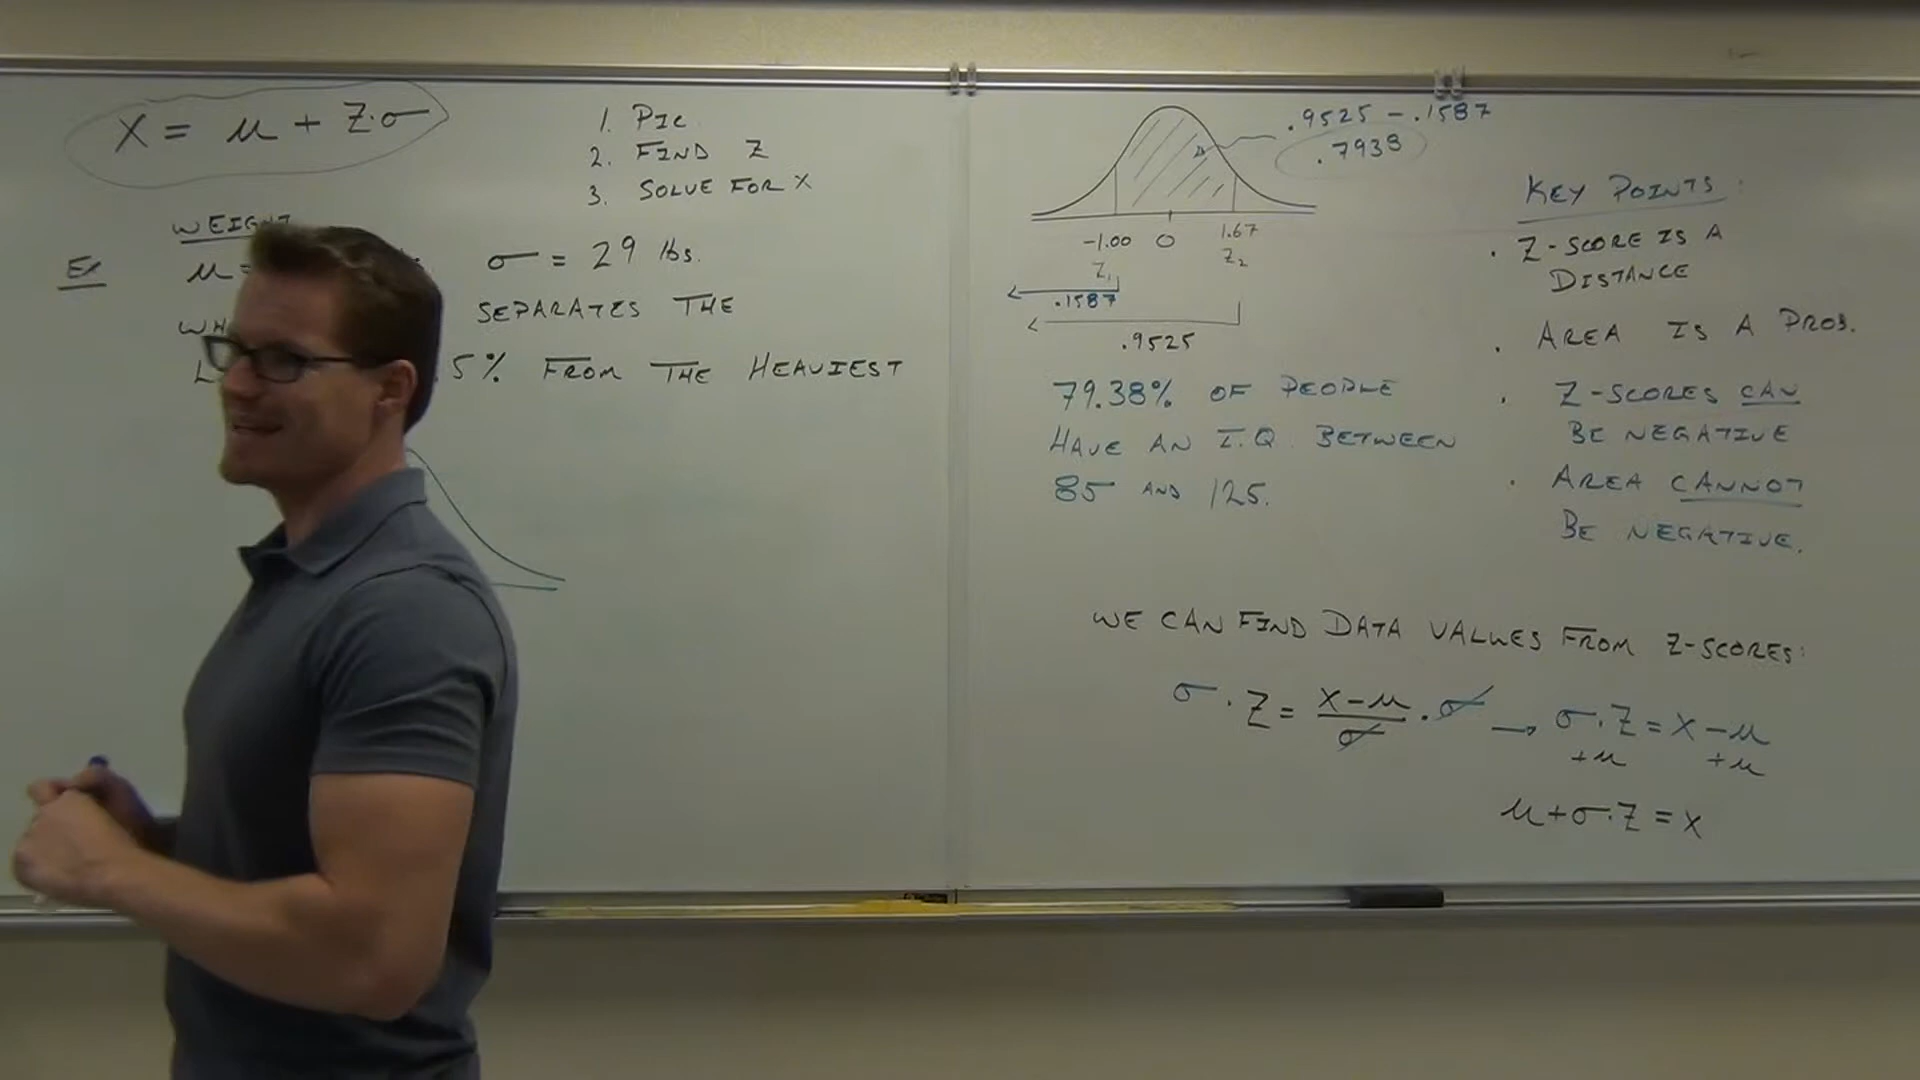 X = μ + Z·σ
1. PIC
2. FIND Z
3. SOLVE FOR X
WEIGHT
EX
μ =
σ = 29 lbs.
SEPARATES THE
5% FROM THE HEAVIEST
.9525 - .1587
.7938
-1.00 0 1.67
Z₁ Z₂
.1587
.9525
79.38% OF PEOPLE
HAVE AN I.Q. BETWEEN
85 AND 125.
KEY POINTS:
· Z-SCORE IS A
DISTANCE
· AREA IS A PROB.
· Z-SCORES CAN
BE NEGATIVE
· AREA CANNOT
BE NEGATIVE.
WE CAN FIND DATA VALUES FROM Z-SCORES:
σ · Z = X-μ/σ · σ → σ·Z = X - μ
+μ +μ
μ + σ·Z = X